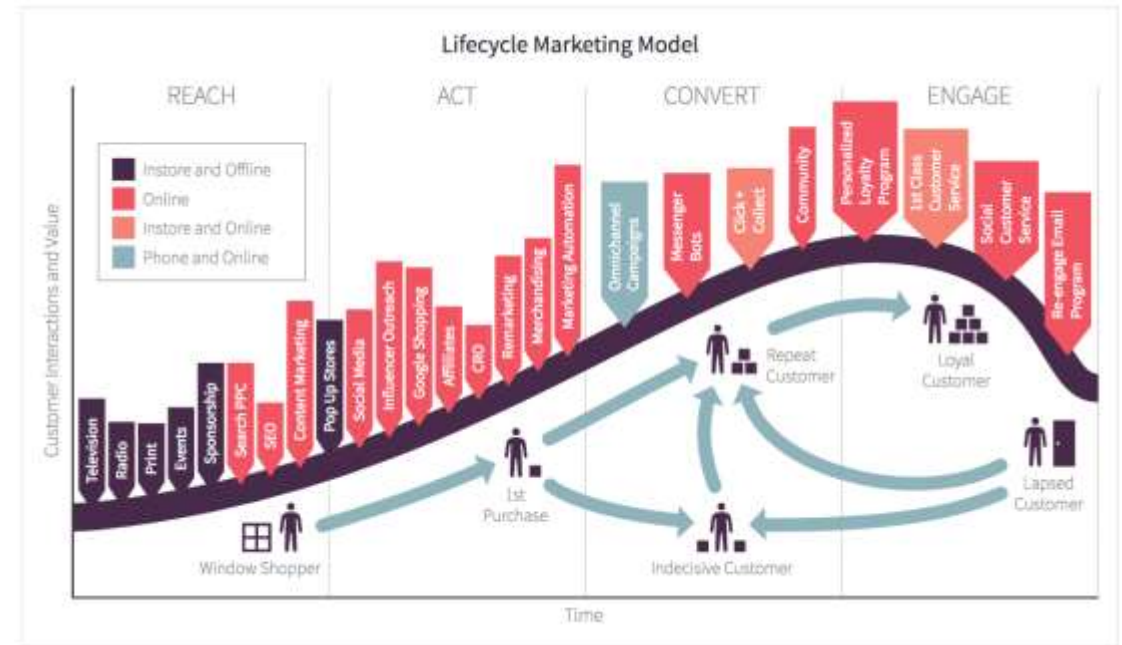 Lifecycle Marketing Model
REACH
ACT
CONVERT
ENGAGE
Instore and Offline
Online
Instore and Online
Phone and Online
Customer Interactions and Value
Television
Radio
Print
Events
Sponsorship
Search PPC
SEO
Content Marketing
Pop Up Stores
Social Media
Influencer Outreach
Google Shopping
Affiliates
CRO
Remarketing
Merchandising
Marketing Automation
Omnichannel
Campaigns
Messenger
Bots
Click +
Collect
Community
Personalized
Loyalty
Program
1st Class
Customer
Service
Social
Customer
Service
Re-engage Email
Program
Window Shopper
1st
Purchase
Repeat
Customer
Indecisive Customer
Loyal
Customer
Lapsed
Customer
Time